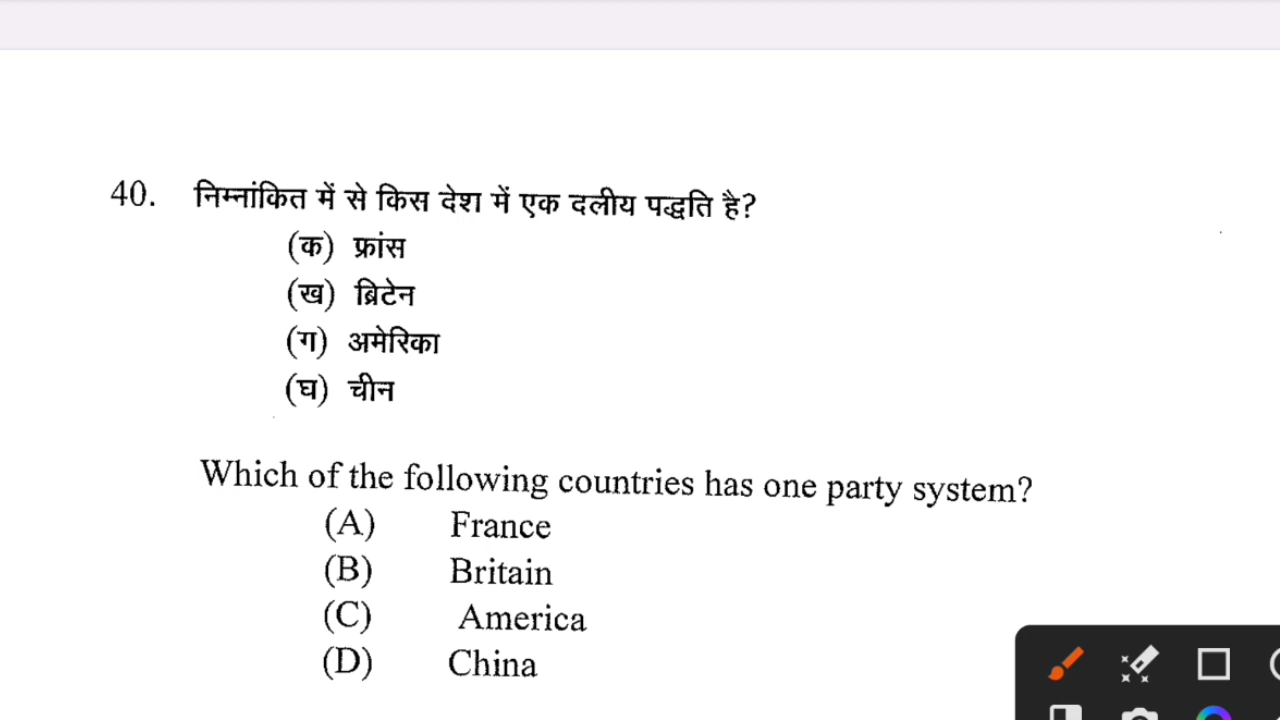 40. निम्नांकित में से किस देश में एक दलीय पद्धति है?
(क) फ्रांस
(ख) ब्रिटेन
(ग) अमेरिका
(घ) चीन
Which of the following countries has one party system?
(A) France
(B) Britain
(C) America
(D) China